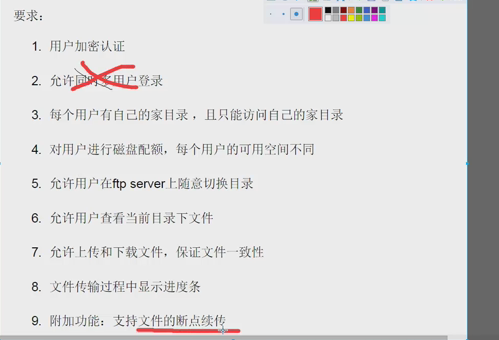 要求：
1. 用户加密认证
2. 允许同时多用户登录
3. 每个用户有自己的家目录 ，且只能访问自己的家目录
4. 对用户进行磁盘配额，每个用户的可用空间不同
5. 允许用户在ftp server上随意切换目录
6. 允许用户查看当前目录下文件
7. 允许上传和下载文件，保证文件一致性
8. 文件传输过程中显示进度条
9. 附加功能：支持文件的断点续传